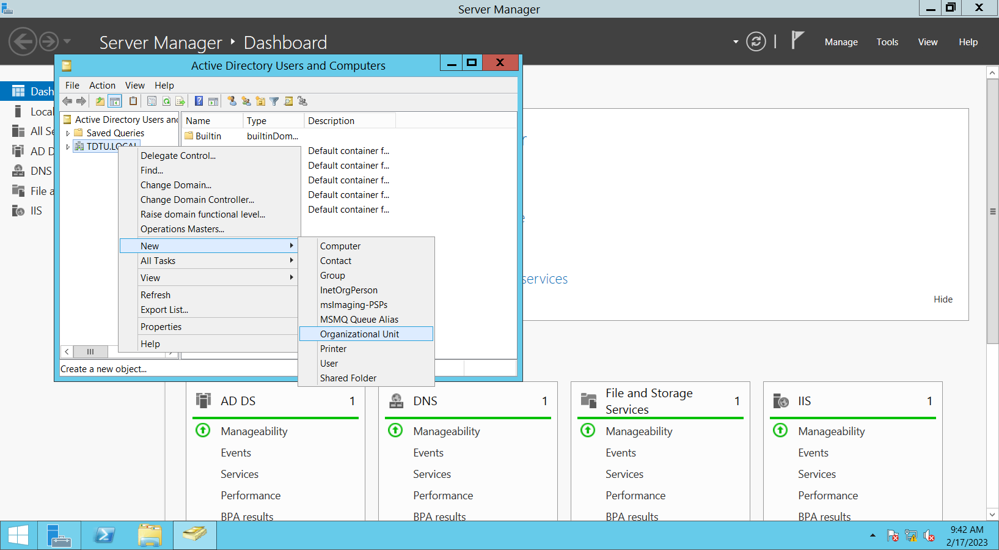 Server Manager
Server Manager ‣ Dashboard
Manage Tools View Help
Active Directory Users and Computers
File Action View Help
Dash
Local
All Se
AD D
DNS
File a
IIS
Active Directory Users and
Saved Queries
TDTU.LOCAL
Name Type Description
Builtin builtinDom...
Default container f...
Default container f...
Default container f...
Default container f...
Default container f...
Delegate Control...
Find...
Change Domain...
Change Domain Controller...
Raise domain functional level...
Operations Masters...
New
All Tasks
View
Refresh
Export List...
Properties
Help
Computer
Contact
Group
InetOrgPerson
msImaging-PSPs
MSMQ Queue Alias
Organizational Unit
Printer
User
Shared Folder
Create a new object...
services
Hide
AD DS 1
Manageability
Events
Services
Performance
BPA results
DNS 1
Manageability
Events
Services
Performance
BPA results
File and Storage
Services 1
Manageability
Events
Services
Performance
BPA results
IIS 1
Manageability
Events
Services
Performance
BPA results
9:42 AM
2/17/2023